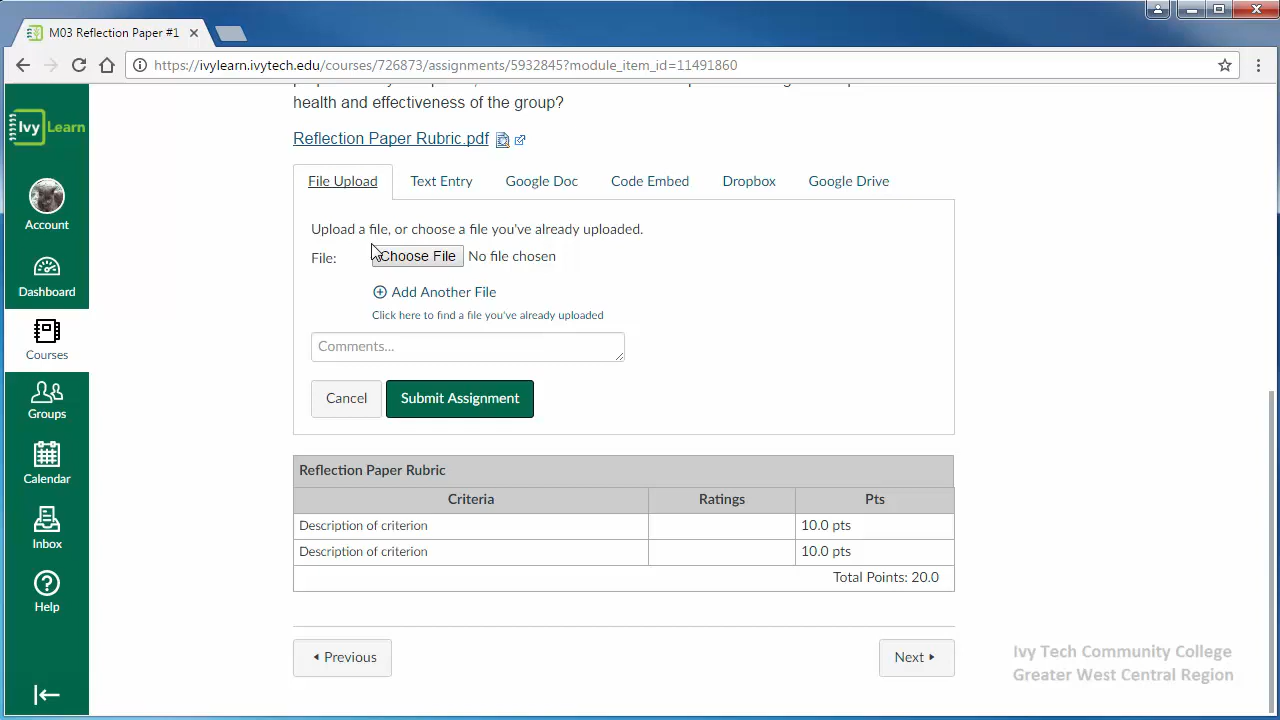 M03 Reflection Paper #1
https://ivylearn.ivytech.edu/courses/726873/assignments/5932845?module_item_id=11491860
Ivy Learn
Account
Dashboard
Courses
Groups
Calendar
Inbox
Help
health and effectiveness of the group?
Reflection Paper Rubric.pdf
File Upload Text Entry Google Doc Code Embed Dropbox Google Drive
Upload a file, or choose a file you've already uploaded.
File: Choose File No file chosen
Add Another File
Click here to find a file you've already uploaded
Comments...
Cancel Submit Assignment
Reflection Paper Rubric
Criteria Ratings Pts
Description of criterion 10.0 pts
Description of criterion 10.0 pts
Total Points: 20.0
Previous Next
Ivy Tech Community College
Greater West Central Region